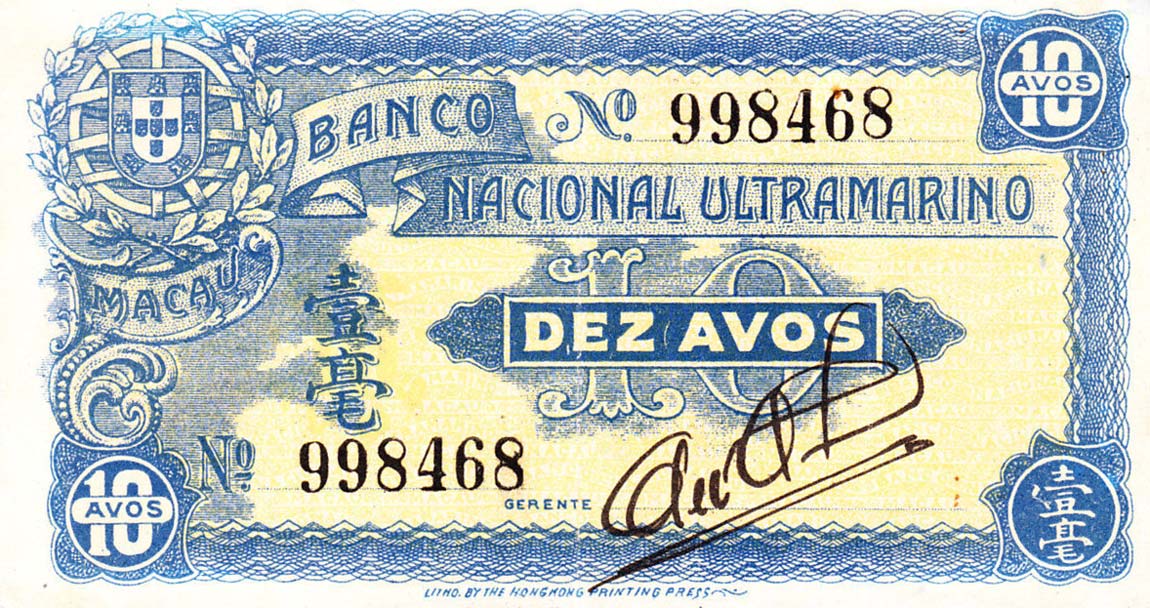 BANCO
Nº. 998468
10
AVOS
NACIONAL ULTRAMARINO
MACAU
10
DEZ AVOS
壹毫
Nº 998468
GERENTE
10
AVOS
壹毫
LITHO. BY THE HONGKONG PRINTING PRESS